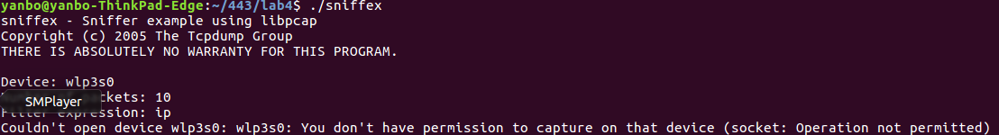 yanbo@yanbo-ThinkPad-Edge:~/443/lab4$ ./sniffex
sniffex - Sniffer example using libpcap
Copyright (c) 2005 The Tcpdump Group
THERE IS ABSOLUTELY NO WARRANTY FOR THIS PROGRAM.
Device: wlp3s0
SMPlayer
ckets: 10
Filter expression: ip
Couldn't open device wlp3s0: wlp3s0: You don't have permission to capture on that device (socket: Operation not permitted)